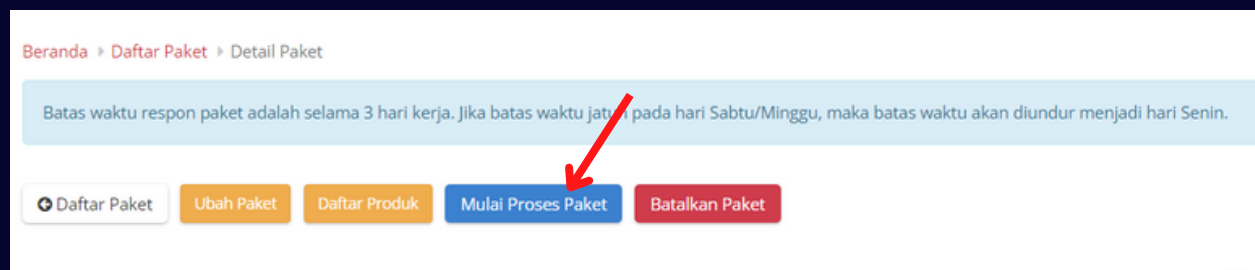 Beranda Daftar Paket Detail Paket
Batas waktu respon paket adalah selama 3 hari kerja. Jika batas waktu jatuh pada hari Sabtu/Minggu, maka batas waktu akan diundur menjadi hari Senin.
Daftar Paket Ubah Paket Daftar Produk Mulai Proses Paket Batalkan Paket